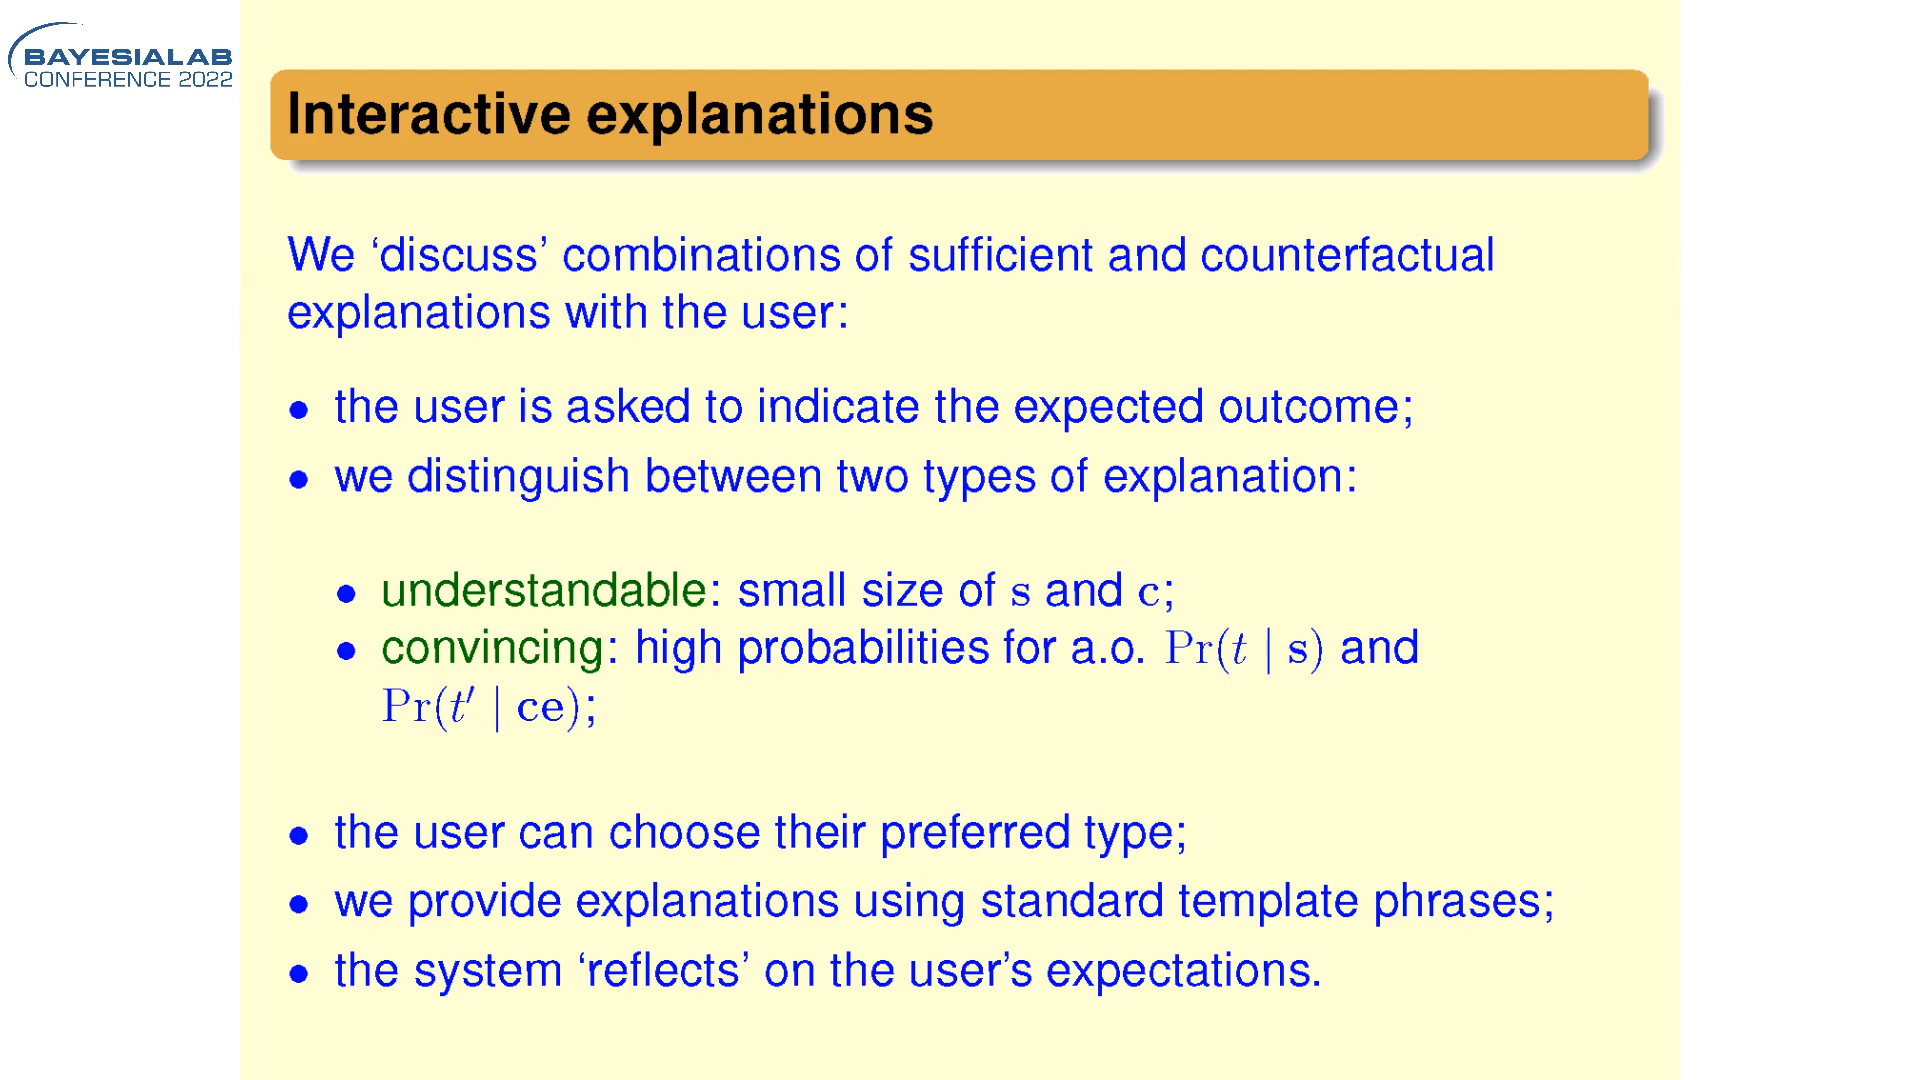 BAYESIALAB
CONFERENCE 2022
Interactive explanations
We ‘discuss’ combinations of sufficient and counterfactual
explanations with the user:
• the user is asked to indicate the expected outcome;
• we distinguish between two types of explanation:
• understandable: small size of s and c;
• convincing: high probabilities for a.o. Pr(t | s) and
Pr(t′ | ce);
• the user can choose their preferred type;
• we provide explanations using standard template phrases;
• the system ‘reflects’ on the user’s expectations.